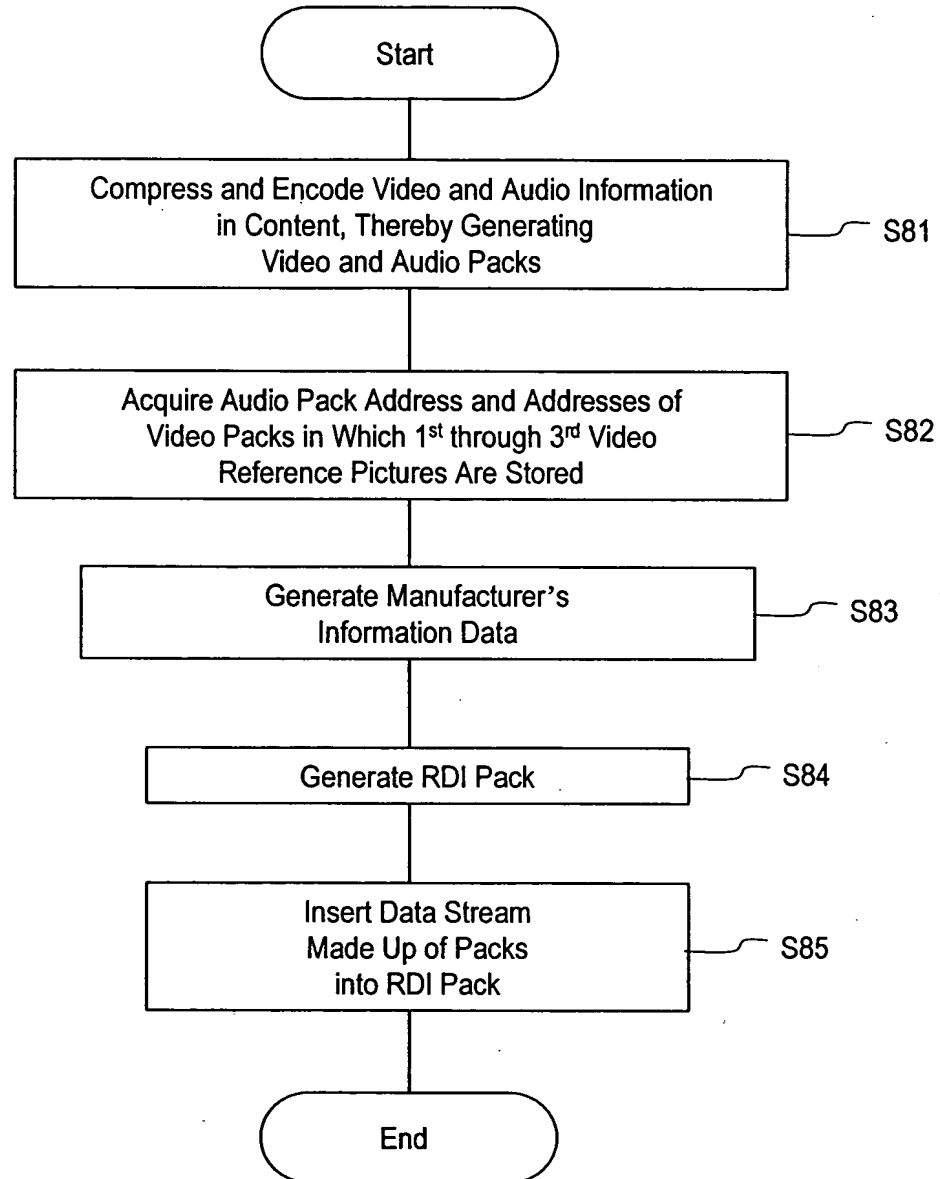 Start
Compress and Encode Video and Audio Information
in Content, Thereby Generating
Video and Audio Packs
S81
Acquire Audio Pack Address and Addresses of
Video Packs in Which 1st through 3rd Video
Reference Pictures Are Stored
S82
Generate Manufacturer's
Information Data
S83
Generate RDI Pack
S84
Insert Data Stream
Made Up of Packs
into RDI Pack
S85
End